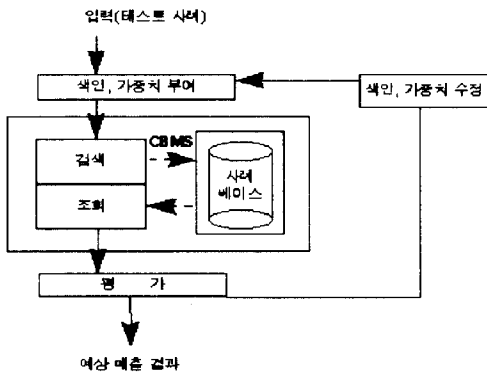 입력(테스트 사례)
색인, 가중치 부여
색인, 가중치 수정
CBMS
검색
사례
베이스
조회
평 가
예상 매출 결과